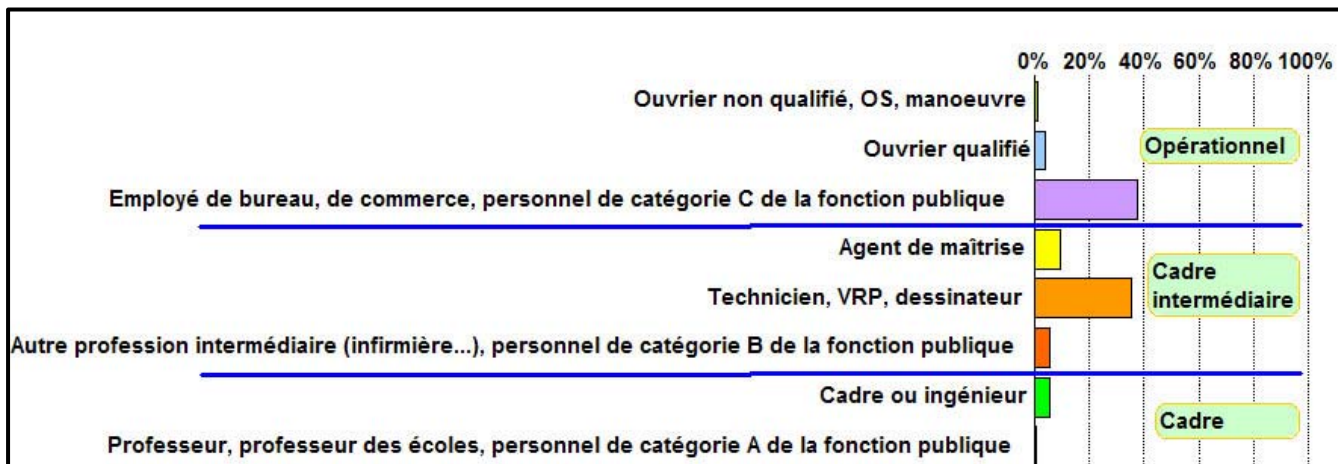 0% 20% 40% 60% 80% 100%
Ouvrier non qualifié, OS, manoeuvre
Ouvrier qualifié
Opérationnel
Employé de bureau, de commerce, personnel de catégorie C de la fonction publique
Agent de maîtrise
Cadre
intermédiaire
Technicien, VRP, dessinateur
Autre profession intermédiaire (infirmière...), personnel de catégorie B de la fonction publique
Cadre ou ingénieur
Cadre
Professeur, professeur des écoles, personnel de catégorie A de la fonction publique